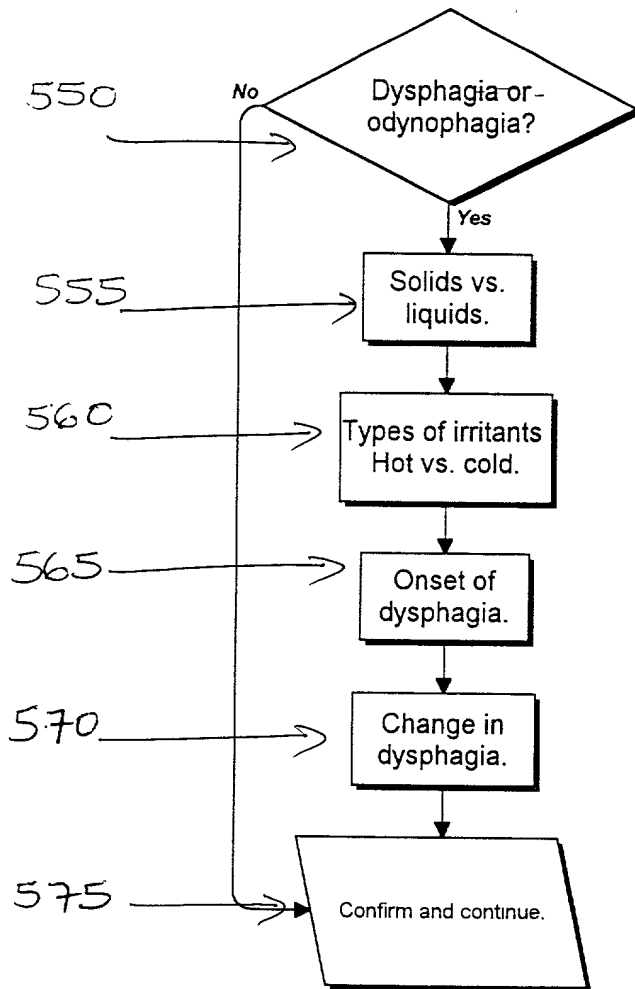 550
No
Dysphagia or
odynophagia?
Yes
555
Solids vs.
liquids.
560
Types of irritants
Hot vs. cold.
565
Onset of
dysphagia.
570
Change in
dysphagia.
575
Confirm and continue.